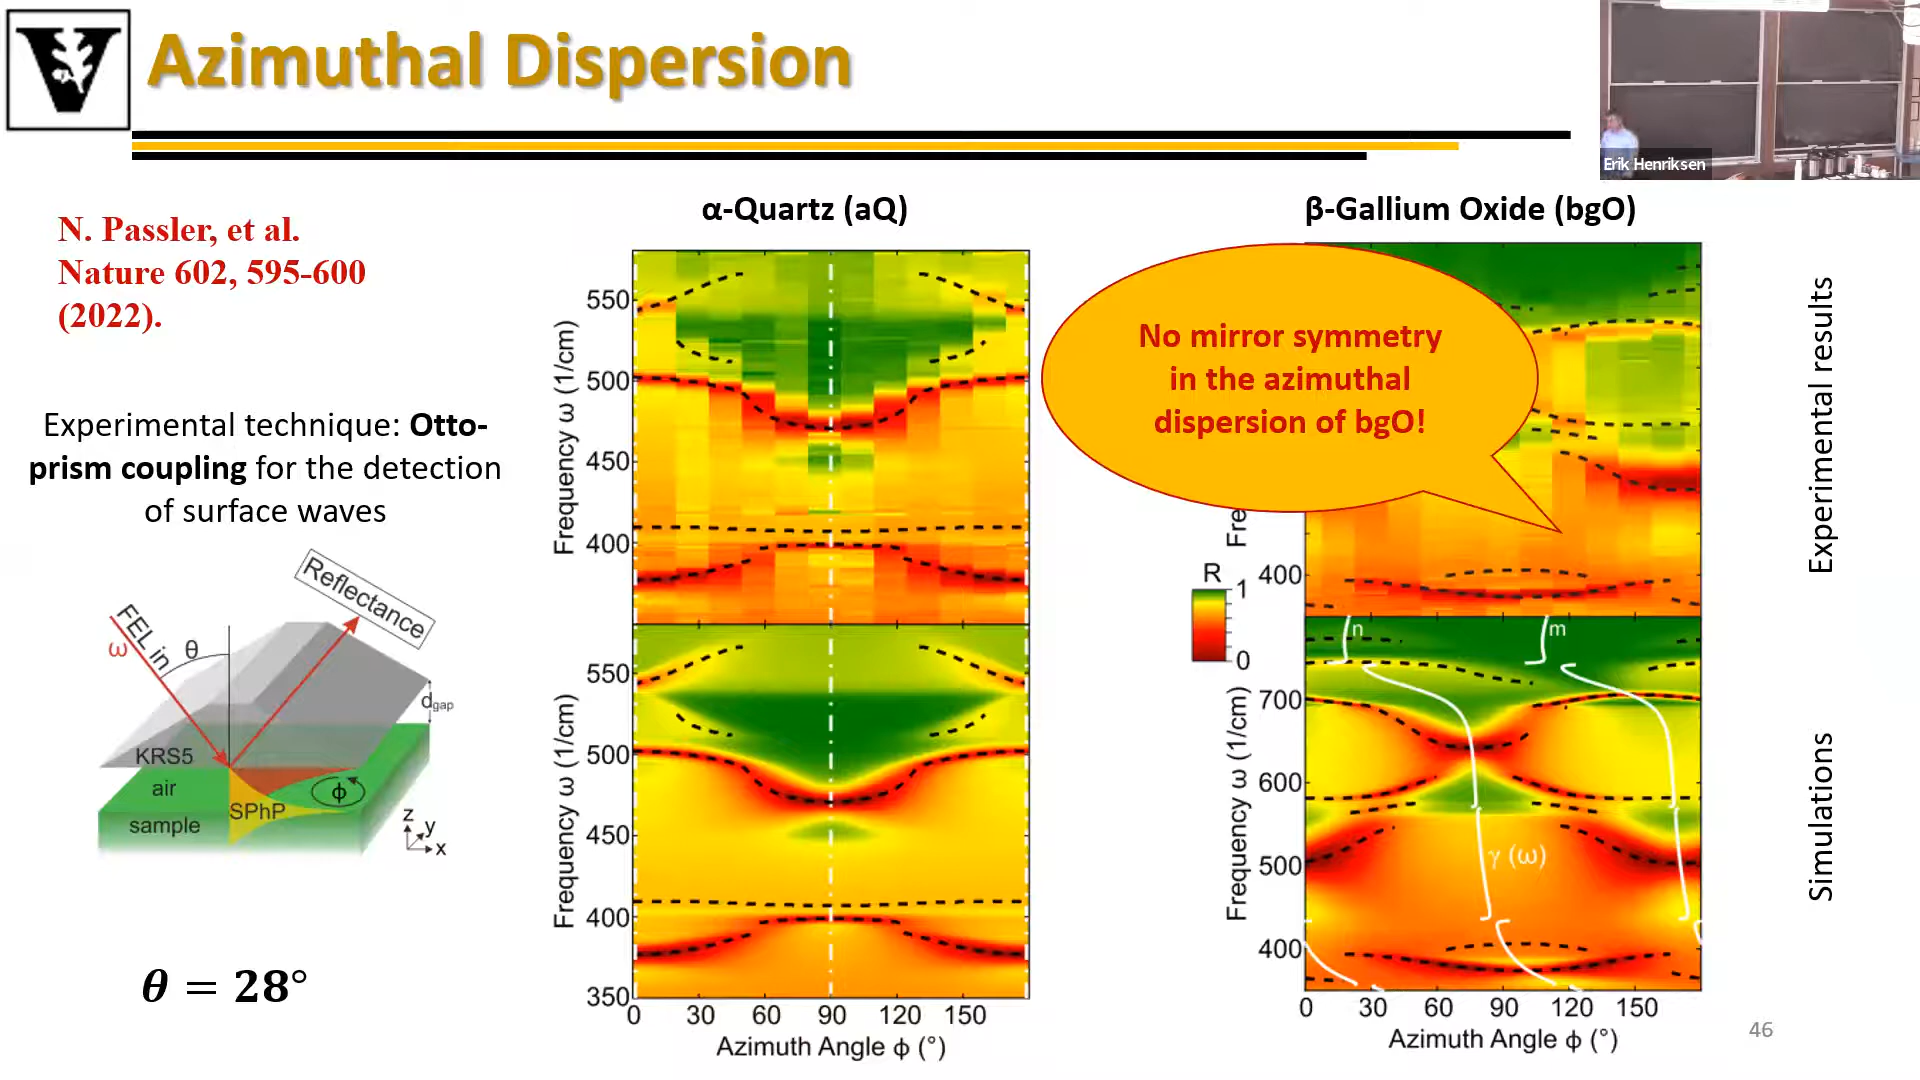 Azimuthal Dispersion
Erik Henriksen
N. Passler, et al.
Nature 602, 595-600
(2022).
Experimental technique: Otto-
prism coupling for the detection
of surface waves
FEL in
ω
θ
Reflectance
d_gap
KRS5
air
SPhP
ϕ
sample
z
y
x
θ = 28°
α-Quartz (aQ)
Frequency ω (1/cm)
550
500
450
400
Frequency ω (1/cm)
550
500
450
400
350
0 30 60 90 120 150
Azimuth Angle ϕ (°)
β-Gallium Oxide (bgO)
No mirror symmetry
in the azimuthal
dispersion of bgO!
Fre
400
R
1
0
n
m
Frequency ω (1/cm)
700
600
500
400
γ (ω)
0 30 60 90 120 150
Azimuth Angle ϕ (°)
Experimental results
Simulations
46